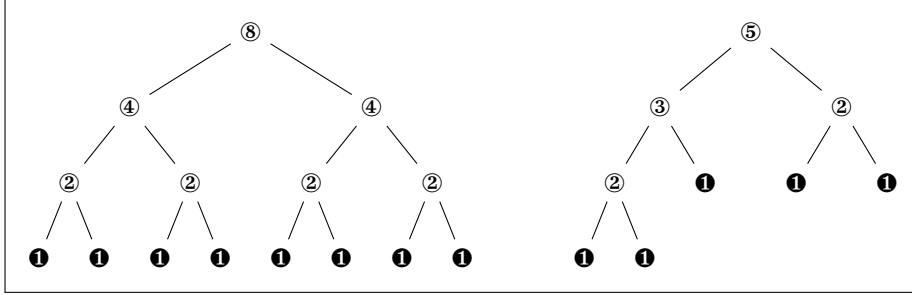 ⑧ ⑤
④ ④ ③ ②
② ② ② ② ② ❶ ❶ ❶
❶ ❶ ❶ ❶ ❶ ❶ ❶ ❶ ❶ ❶